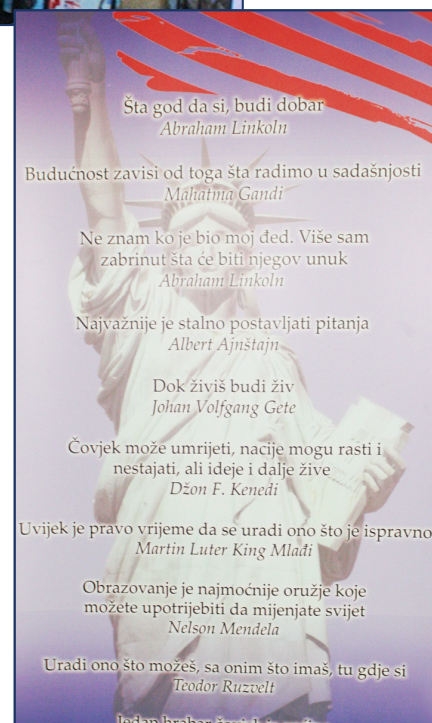 Šta god da si, budi dobar
Abraham Linkoln
Budućnost zavisi od toga šta radimo u sadašnjosti
Mahatma Gandi
Ne znam ko je bio moj đed. Više sam
zabrinut šta će biti njegov unuk
Abraham Linkoln
Najvažnije je stalno postavljati pitanja
Albert Ajnštajn
Dok živiš budi živ
Johan Volfgang Gete
Čovjek može umrijeti, nacije mogu rasti i
nestajati, ali ideje i dalje žive
Džon F. Kenedi
Uvijek je pravo vrijeme da se uradi ono što je ispravno
Martin Luter King Mlađi
Obrazovanje je najmoćnije oružje koje
možete upotrijebiti da mijenjate svijet
Nelson Mendela
Uradi ono što možeš, sa onim što imaš, tu gdje si
Teodor Ruzvelt
Jedan hrabar čovjek je